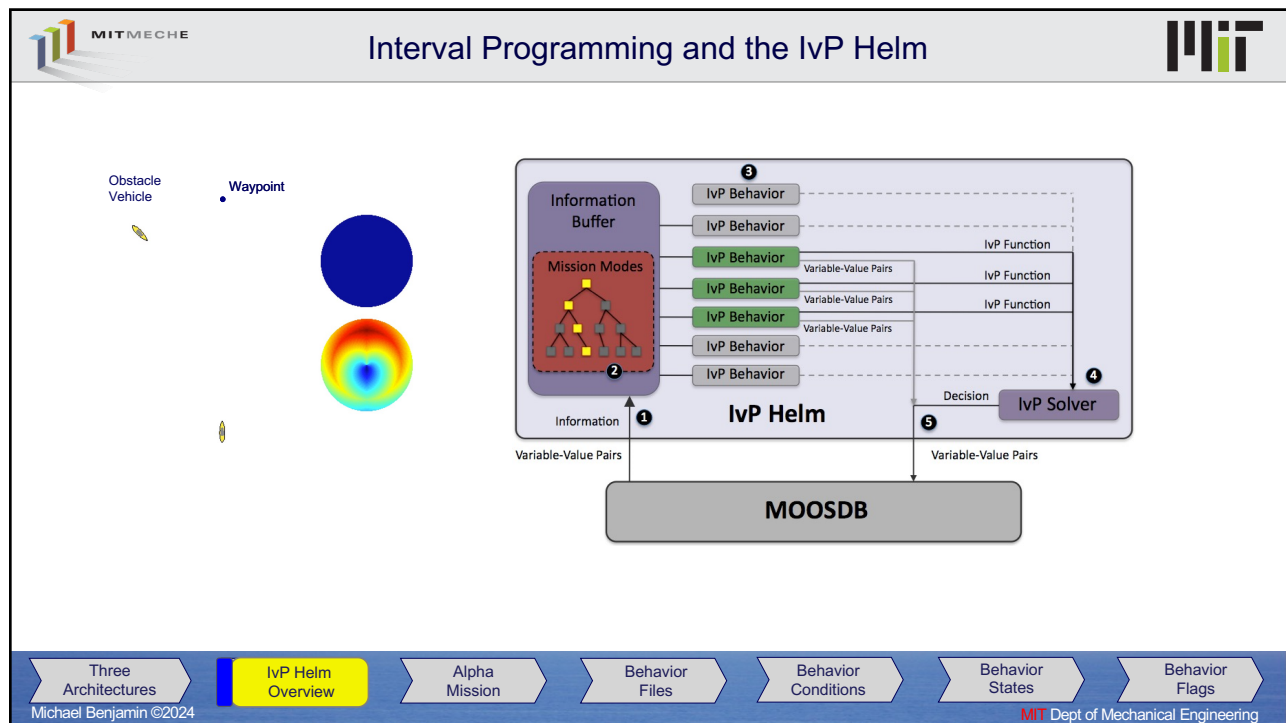 MITMECHE
Interval Programming and the IvP Helm
MIT
Obstacle
Vehicle
Waypoint
Information
Buffer
Mission Modes
2
3
IvP Behavior
IvP Behavior
IvP Behavior
IvP Behavior
IvP Behavior
IvP Behavior
IvP Behavior
Variable-Value Pairs
Variable-Value Pairs
Variable-Value Pairs
IvP Function
IvP Function
IvP Function
4
Decision
IvP Solver
IvP Helm
Information
1
5
Variable-Value Pairs
Variable-Value Pairs
MOOSDB
Three
Architectures
IvP Helm
Overview
Alpha
Mission
Behavior
Files
Behavior
Conditions
Behavior
States
Behavior
Flags
Michael Benjamin ©2024
MIT Dept of Mechanical Engineering